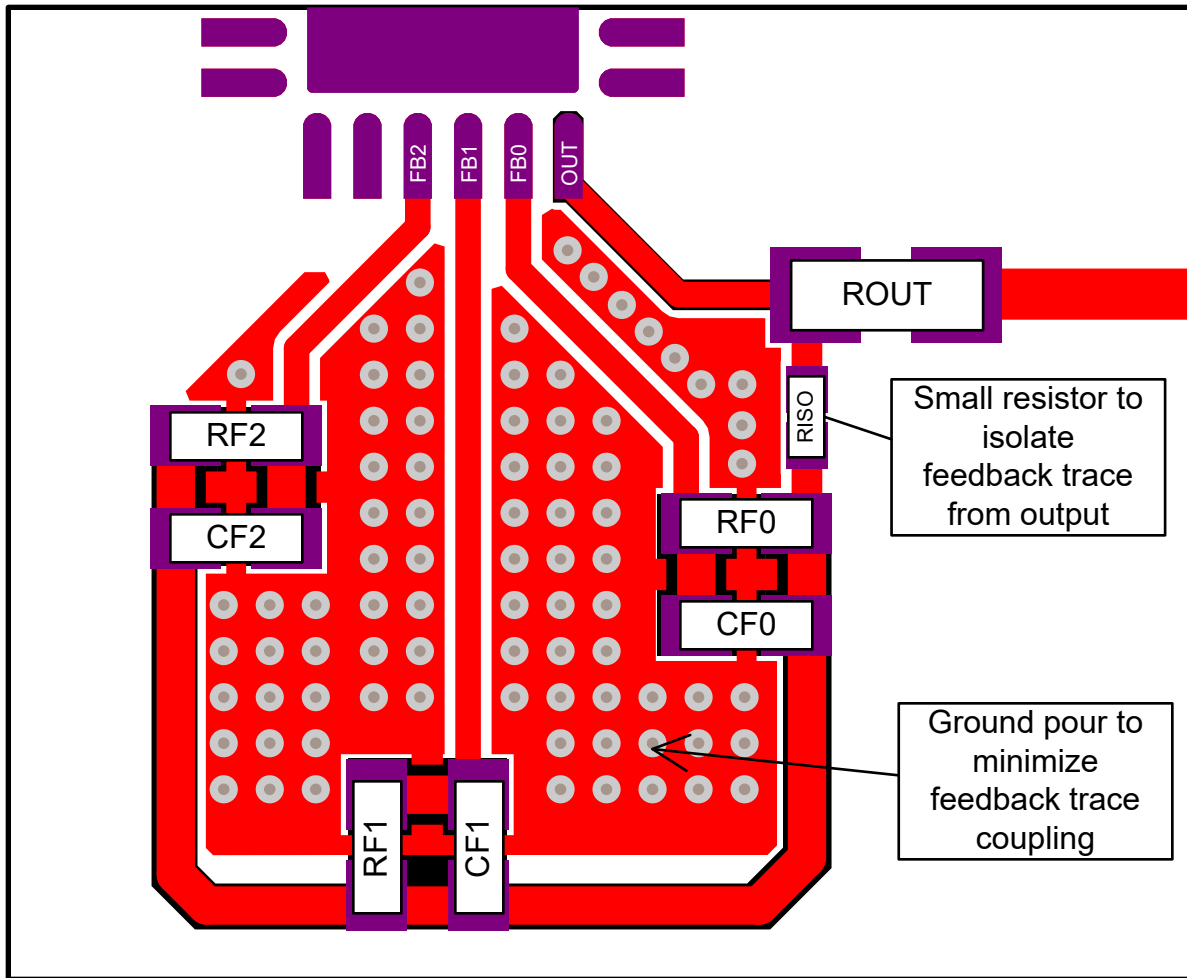 FB2
FB1
FB0
OUT
ROUT
RISO
Small resistor to
isolate
feedback trace
from output
RF2
CF2
RF0
CF0
Ground pour to
minimize
feedback trace
coupling
RF1
CF1